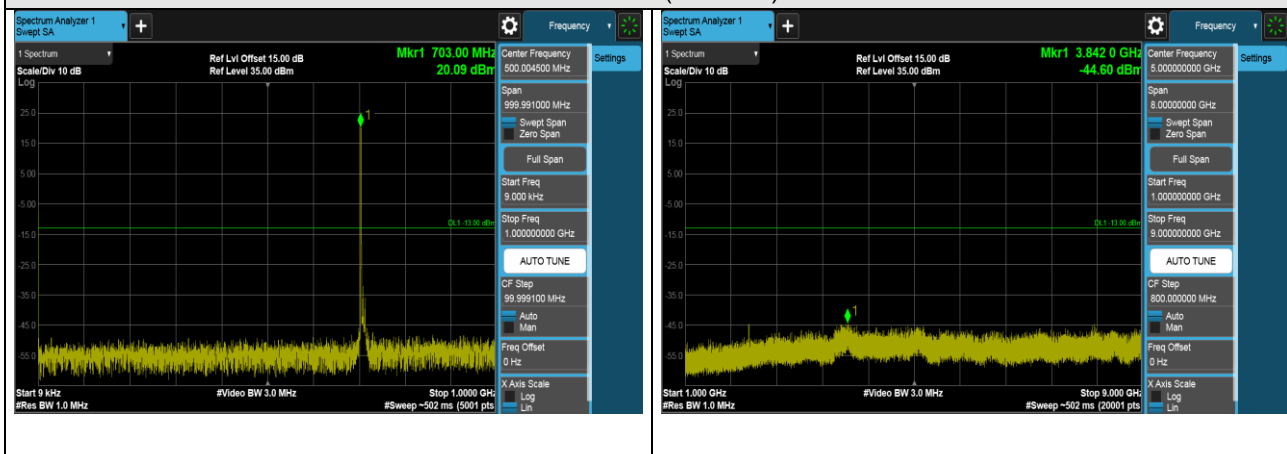 Spectrum Analyzer 1
Swept SA
+
Frequency
1 Spectrum
Scale/Div 10 dB
Log
Ref Lvl Offset 15.00 dB
Ref Level 35.00 dBm
Mkr1 703.00 MHz
20.09 dBm
1
25.0
15.0
5.00
-5.00
-15.0
-25.0
-35.0
-45.0
-55.0
DL1 -13.00 dBm
Start 9 kHz
#Res BW 1.0 MHz
#Video BW 3.0 MHz
Stop 1.0000 GHz
#Sweep ~502 ms (5001 pts
Center Frequency
500.004500 MHz
Settings
Span
999.991000 MHz
Swept Span
Zero Span
Full Span
Start Freq
9.000 kHz
Stop Freq
1.000000000 GHz
AUTO TUNE
CF Step
99.999100 MHz
Auto
Man
Freq Offset
0 Hz
X Axis Scale
Log
Lin
Spectrum Analyzer 1
Swept SA
+
Frequency
1 Spectrum
Scale/Div 10 dB
Log
Ref Lvl Offset 15.00 dB
Ref Level 35.00 dBm
Mkr1 3.842 0 GHz
-44.60 dBm
1
25.0
15.0
5.00
-5.00
-15.0
-25.0
-35.0
-45.0
-55.0
DL1 -13.00 dBm
Start 1.000 GHz
#Res BW 1.0 MHz
#Video BW 3.0 MHz
Stop 9.000 GHz
#Sweep ~502 ms (20001 pts
Center Frequency
5.000000000 GHz
Settings
Span
8.00000000 GHz
Swept Span
Zero Span
Full Span
Start Freq
1.000000000 GHz
Stop Freq
9.000000000 GHz
AUTO TUNE
CF Step
800.000000 MHz
Auto
Man
Freq Offset
0 Hz
X Axis Scale
Log
Lin